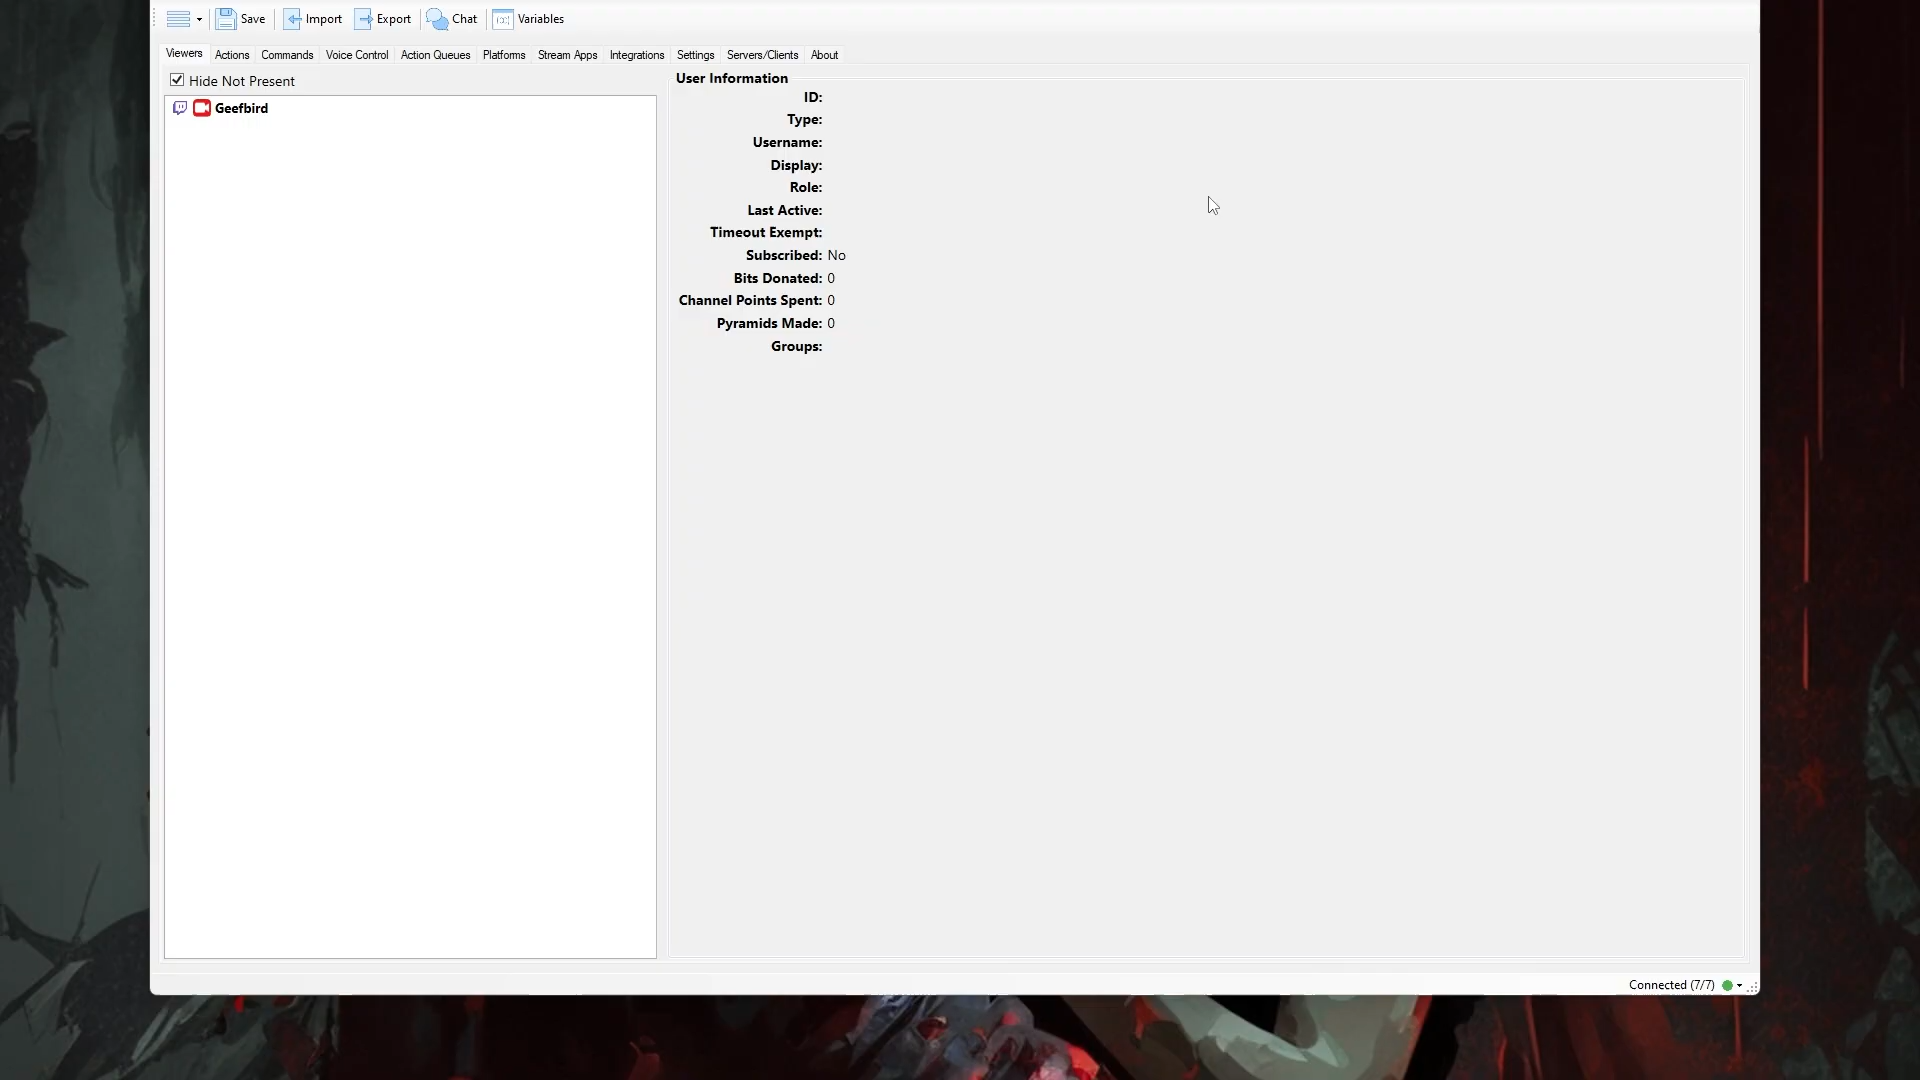 Save Import Export Chat Variables
Viewers Actions Commands Voice Control Action Queues Platforms Stream Apps Integrations Settings Servers/Clients About
Hide Not Present
Geefbird
User Information
ID:
Type:
Username:
Display:
Role:
Last Active:
Timeout Exempt:
Subscribed: No
Bits Donated: 0
Channel Points Spent: 0
Pyramids Made: 0
Groups:
Connected (7/7)